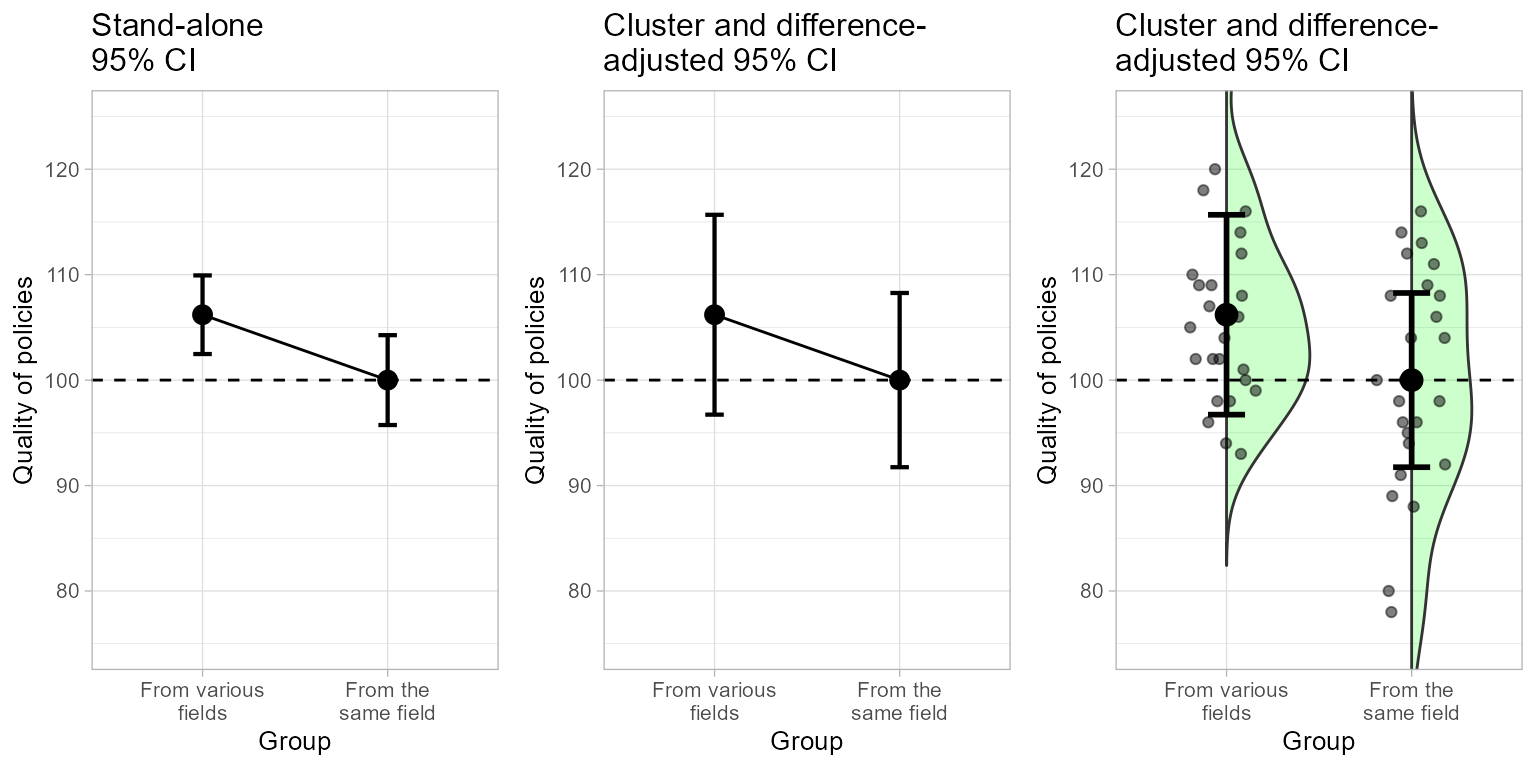 Stand-alone
95% CI
Quality of policies
120
110
100
90
80
From various
fields
From the
same field
Group
Cluster and difference-
adjusted 95% CI
Quality of policies
120
110
100
90
80
From various
fields
From the
same field
Group
Cluster and difference-
adjusted 95% CI
Quality of policies
120
110
100
90
80
From various
fields
From the
same field
Group